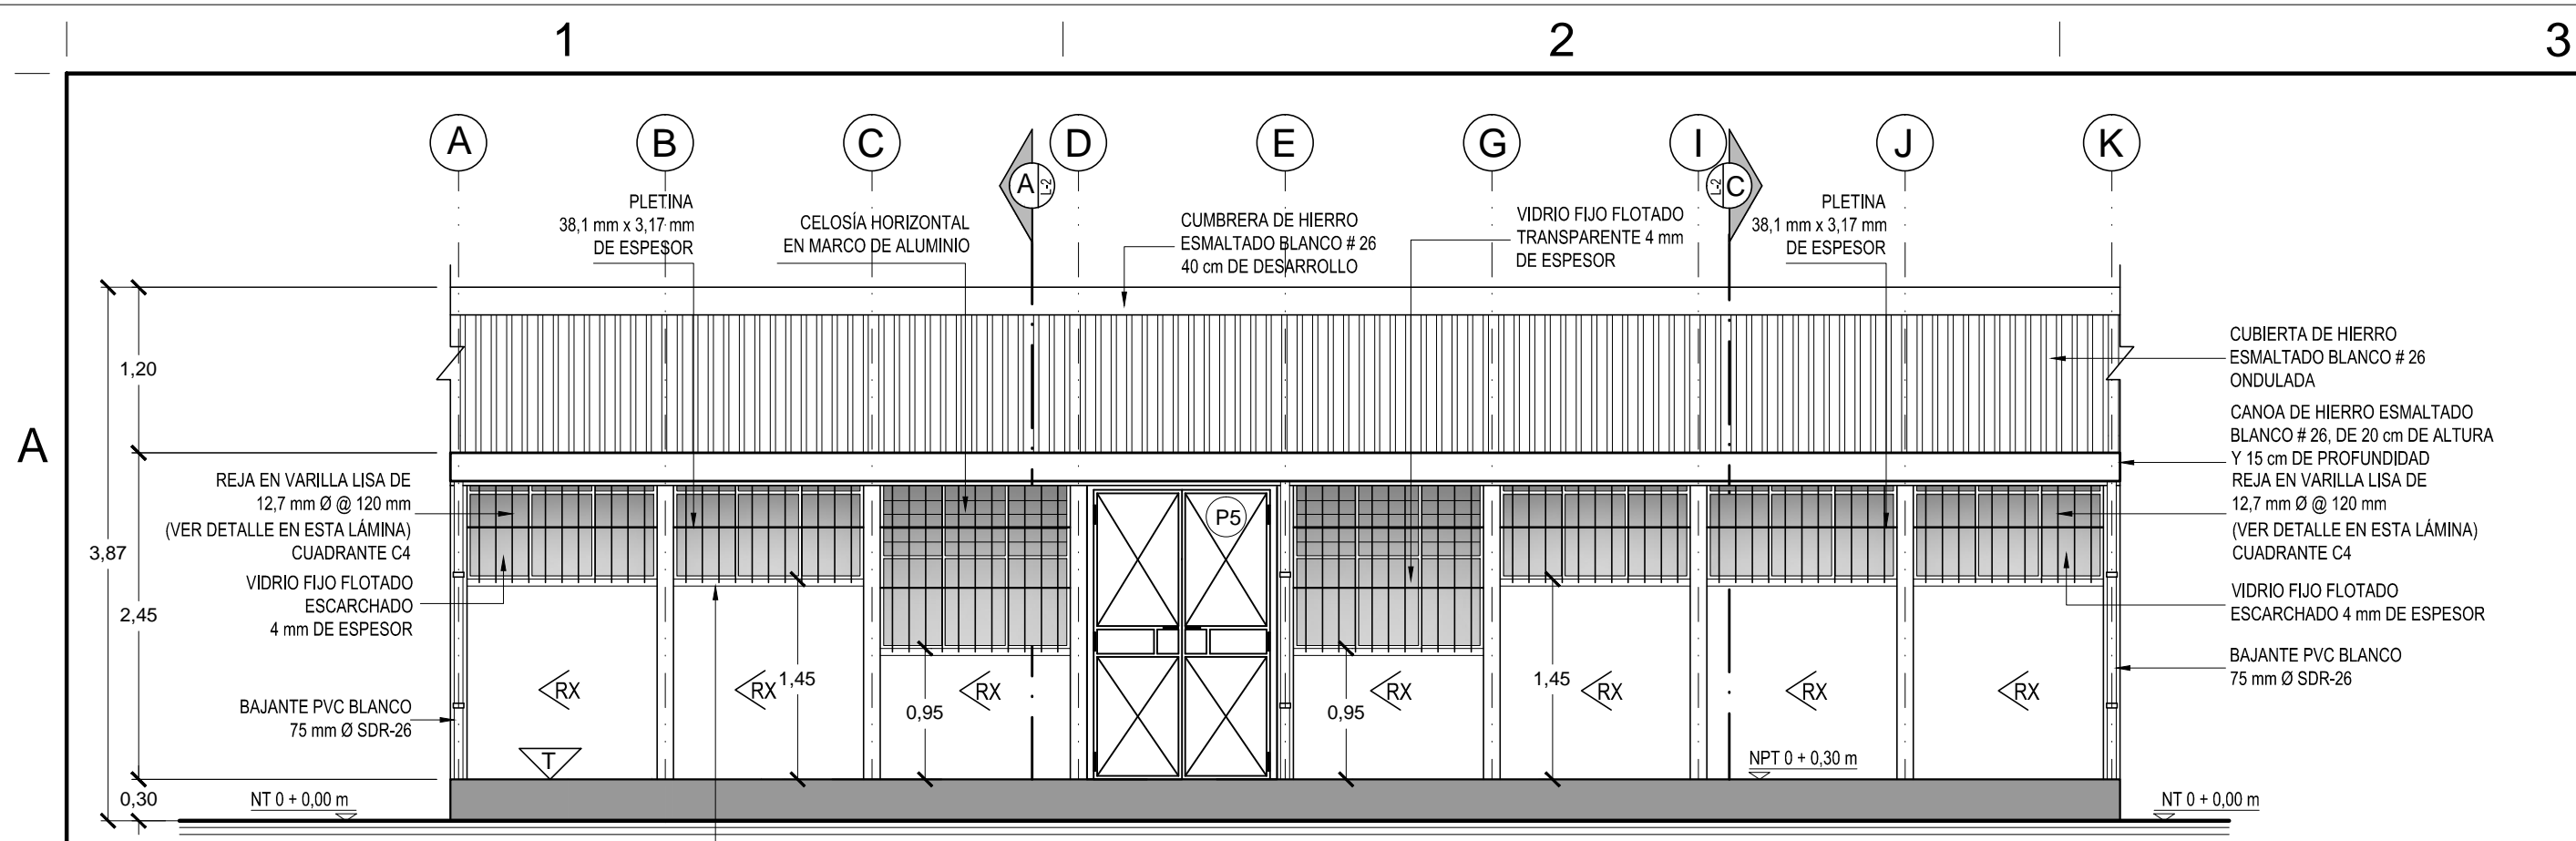 1
2
3
A
A
B
C
D
E
G
I
J
K
A
L-2
L-2
C
PLETINA
38,1 mm x 3,17 mm
DE ESPESOR
CELOSÍA HORIZONTAL
EN MARCO DE ALUMINIO
CUMBRERA DE HIERRO
ESMALTADO BLANCO # 26
40 cm DE DESARROLLO
VIDRIO FIJO FLOTADO
TRANSPARENTE 4 mm
DE ESPESOR
PLETINA
38,1 mm x 3,17 mm
DE ESPESOR
1,20
3,87
2,45
0,30
REJA EN VARILLA LISA DE
12,7 mm Ø @ 120 mm
(VER DETALLE EN ESTA LÁMINA)
CUADRANTE C4
VIDRIO FIJO FLOTADO
ESCARCHADO
4 mm DE ESPESOR
BAJANTE PVC BLANCO
75 mm Ø SDR-26
NT 0 + 0,00 m
P5
RX
RX
1,45
0,95
RX
RX
0,95
1,45
RX
RX
RX
T
NPT 0 + 0,30 m
CUBIERTA DE HIERRO
ESMALTADO BLANCO # 26
ONDULADA
CANOA DE HIERRO ESMALTADO
BLANCO # 26, DE 20 cm DE ALTURA
Y 15 cm DE PROFUNDIDAD
REJA EN VARILLA LISA DE
12,7 mm Ø @ 120 mm
(VER DETALLE EN ESTA LÁMINA)
CUADRANTE C4
VIDRIO FIJO FLOTADO
ESCARCHADO 4 mm DE ESPESOR
BAJANTE PVC BLANCO
75 mm Ø SDR-26
NT 0 + 0,00 m